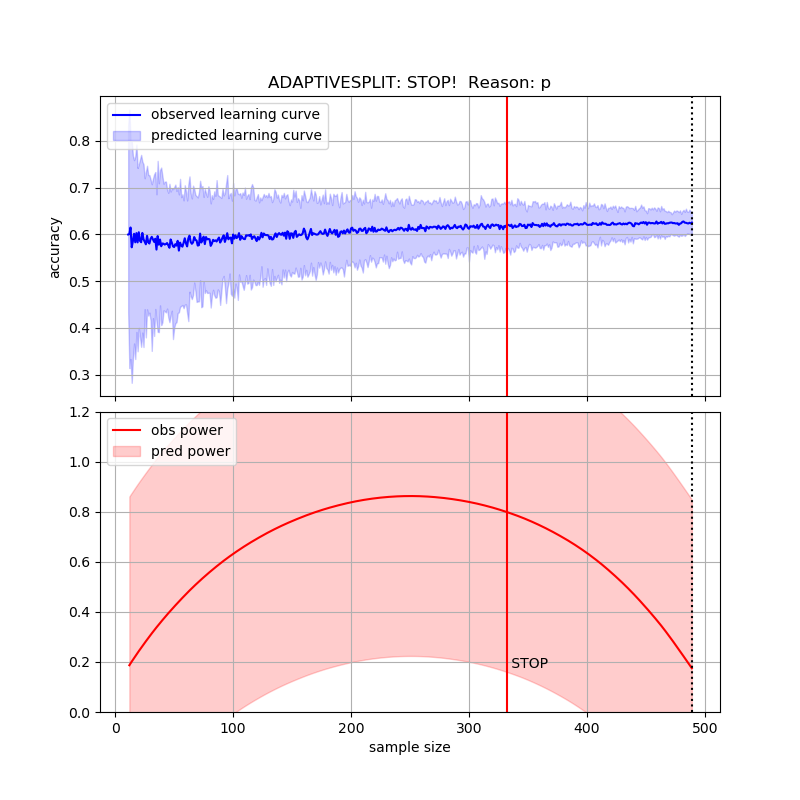 ADAPTIVESPLIT: STOP!  Reason: p
observed learning curve
predicted learning curve
accuracy
0.8
0.7
0.6
0.5
0.4
0.3
obs power
pred power
1.2
1.0
0.8
0.6
0.4
0.2
0.0
STOP
0
100
200
300
400
500
sample size